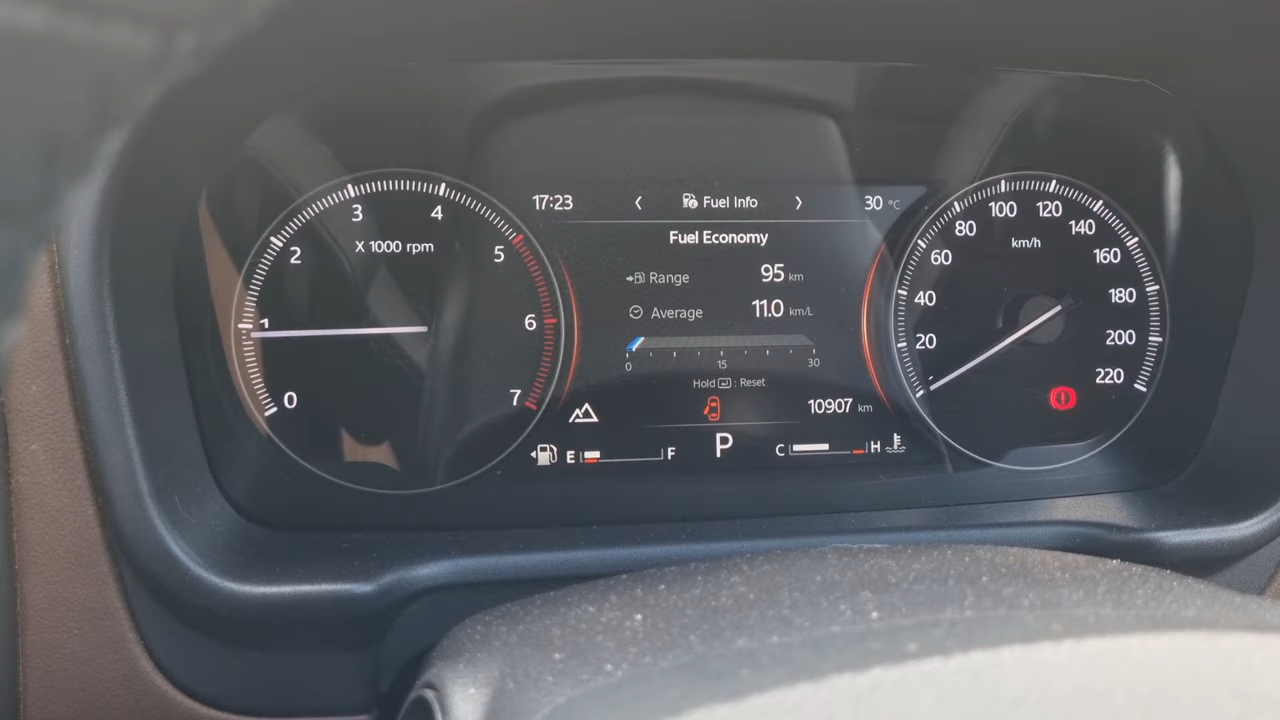 17:23 < Fuel Info > 30 °C
Fuel Economy
Range 95 km
Average 11.0 km/L
0 15 30
Hold : Reset
10907 km
E F P C H
0 1 2 3 4 5 6 7
X 1000 rpm
20 40 60 80 100 120 140 160 180 200 220
km/h